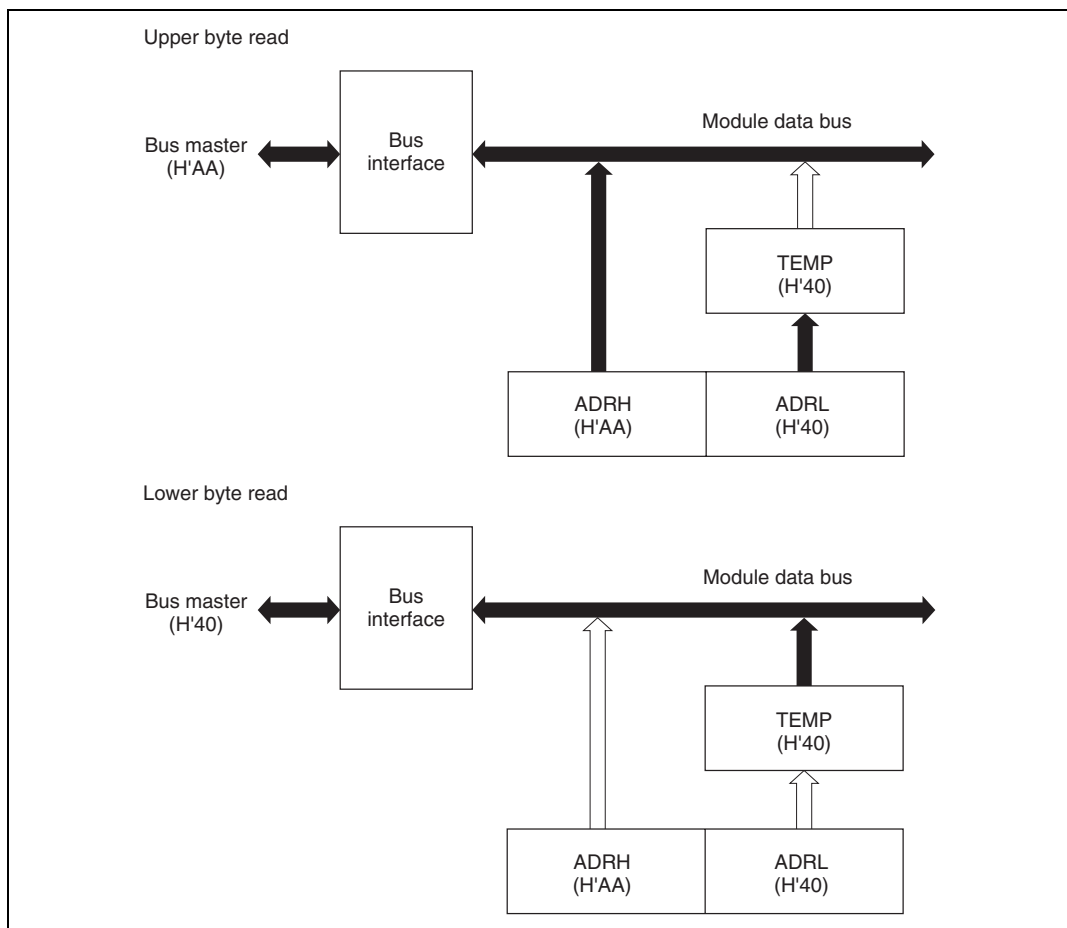 Upper byte read
Bus master
(H'AA)
Bus
interface
Module data bus
TEMP
(H'40)
ADRH
(H'AA)
ADRL
(H'40)
Lower byte read
Bus master
(H'40)
Bus
interface
Module data bus
TEMP
(H'40)
ADRH
(H'AA)
ADRL
(H'40)